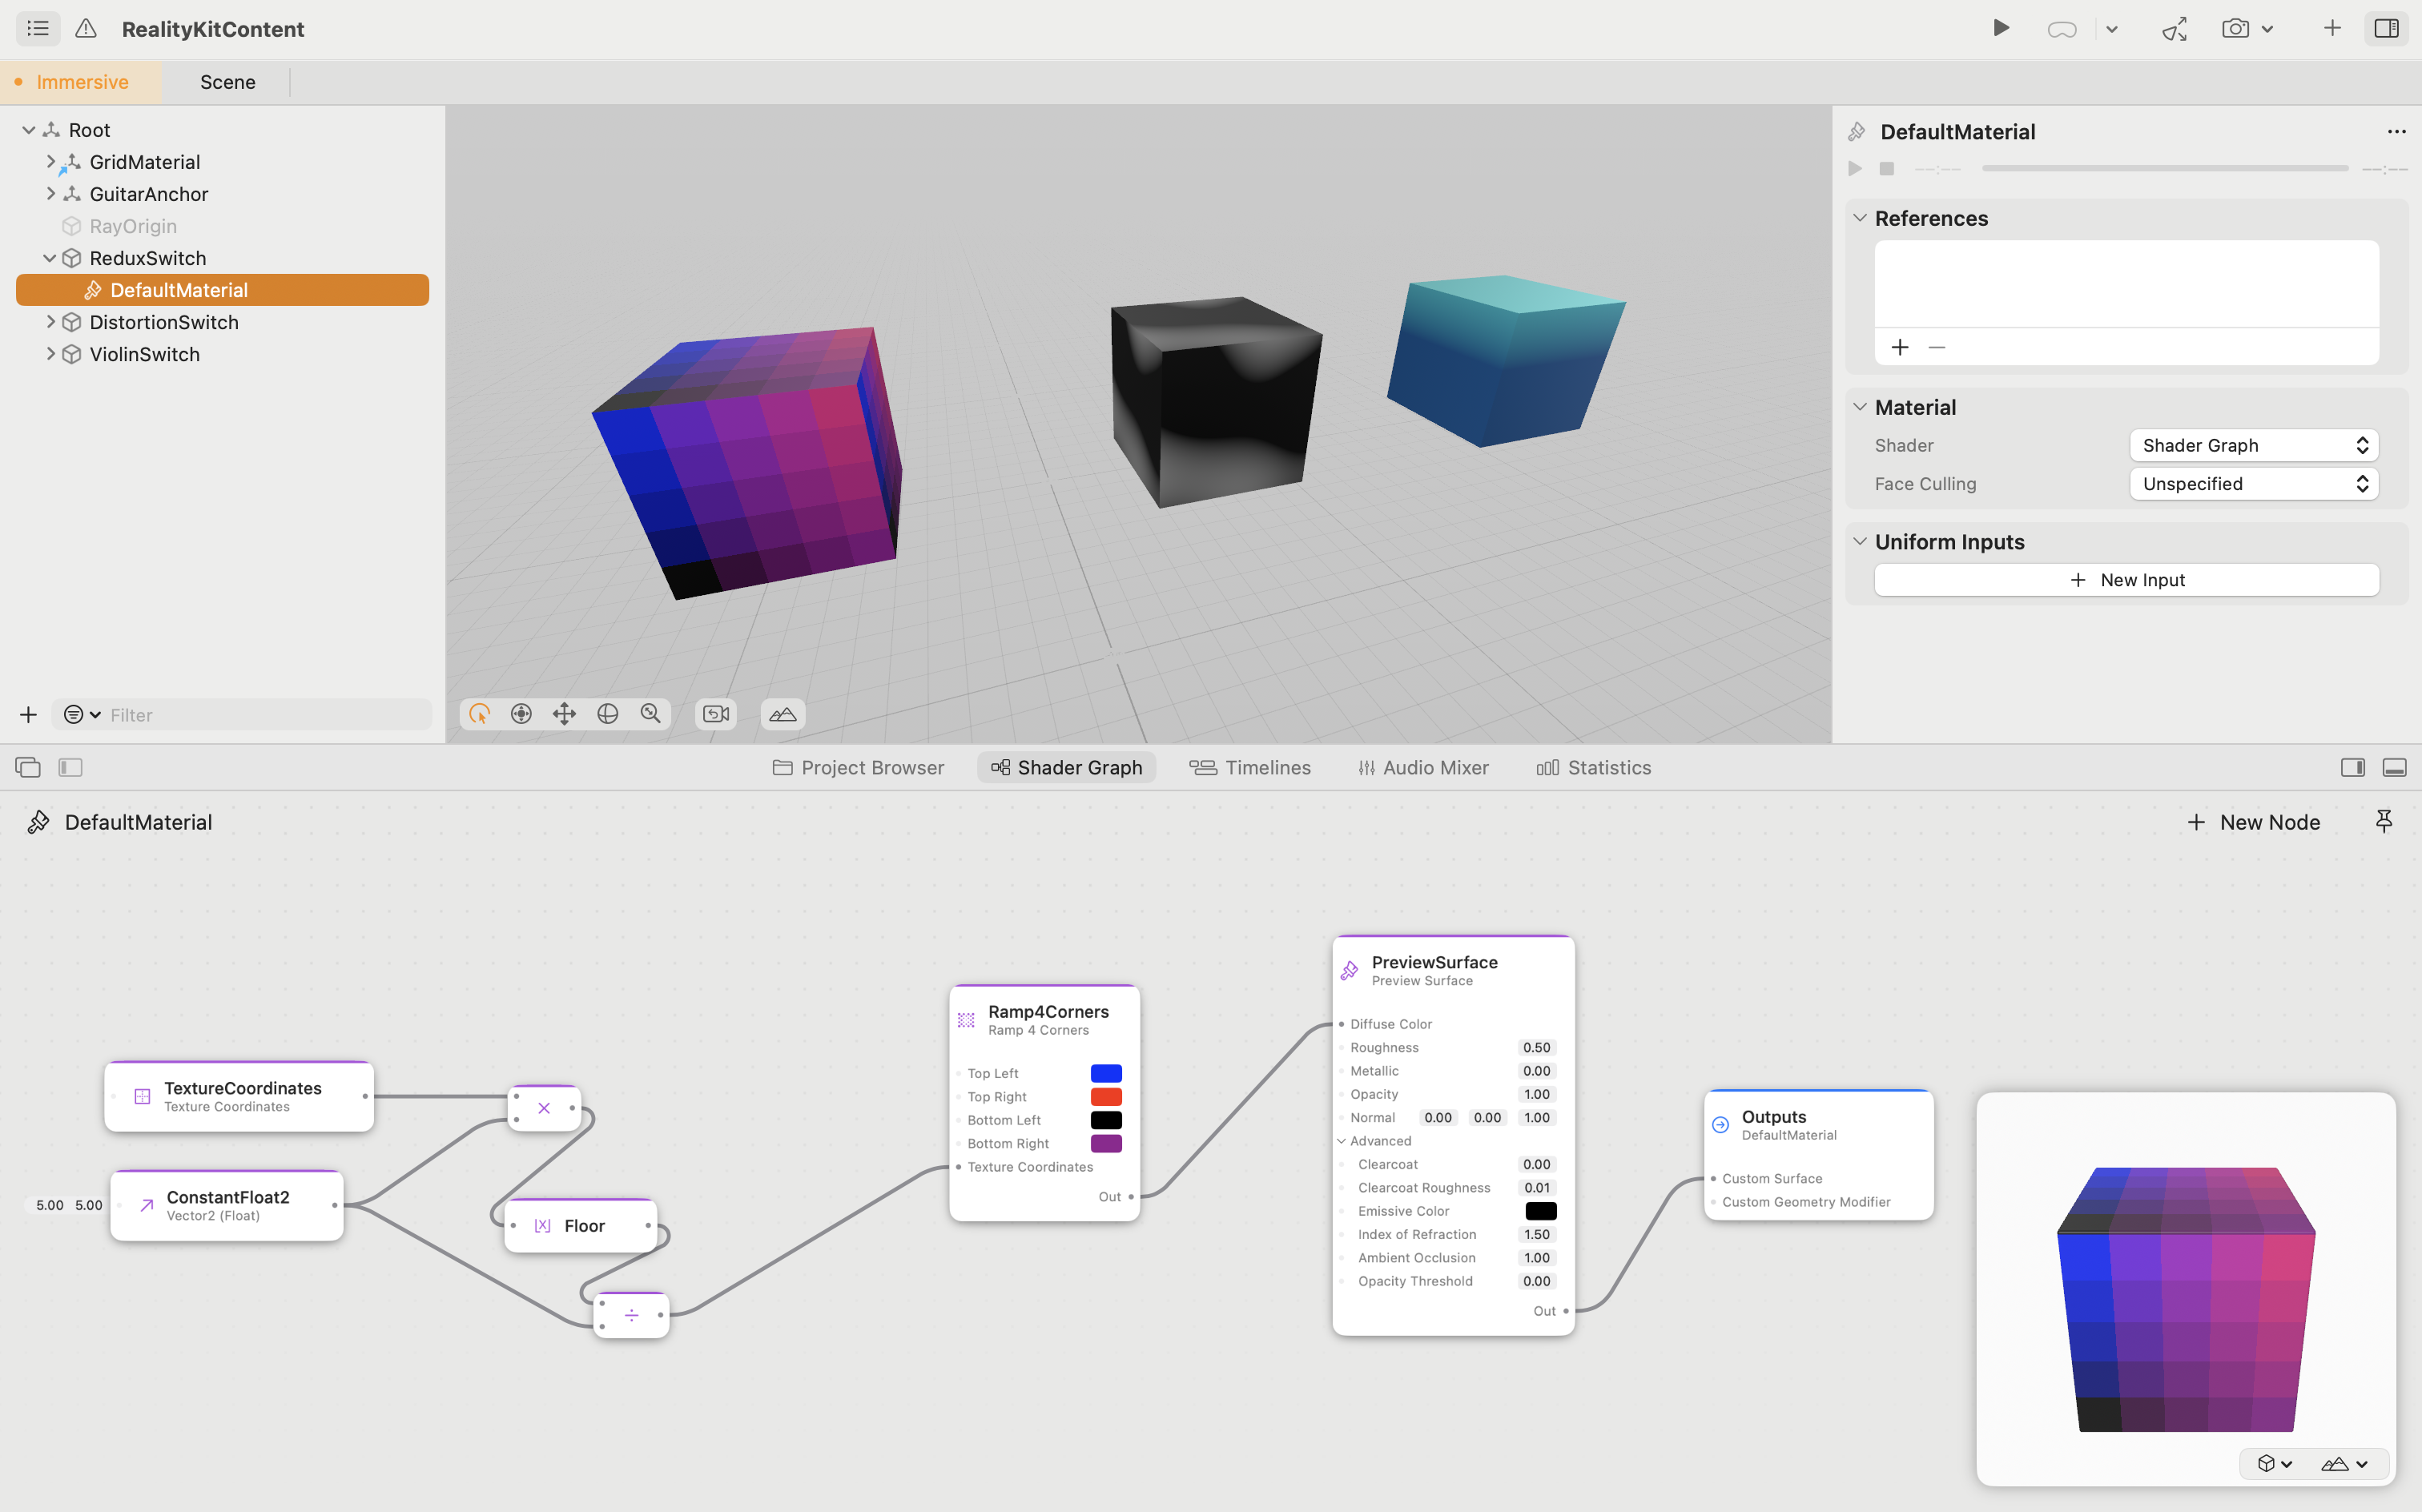 RealityKitContent
Immersive
Scene
Root
GridMaterial
GuitarAnchor
RayOrigin
ReduxSwitch
DefaultMaterial
DistortionSwitch
ViolinSwitch
Filter
DefaultMaterial
--:--
--:--
References
Material
Shader
Shader Graph
Face Culling
Unspecified
Uniform Inputs
New Input
Project Browser
Shader Graph
Timelines
Audio Mixer
Statistics
DefaultMaterial
New Node
TextureCoordinates
Texture Coordinates
5.00 5.00
ConstantFloat2
Vector2 (Float)
×
Floor
÷
Ramp4Corners
Ramp 4 Corners
Top Left
Top Right
Bottom Left
Bottom Right
Texture Coordinates
Out
PreviewSurface
Preview Surface
Diffuse Color
Roughness 0.50
Metallic 0.00
Opacity 1.00
Normal 0.00 0.00 1.00
Advanced
Clearcoat 0.00
Clearcoat Roughness 0.01
Emissive Color
Index of Refraction 1.50
Ambient Occlusion 1.00
Opacity Threshold 0.00
Out
Outputs
DefaultMaterial
Custom Surface
Custom Geometry Modifier